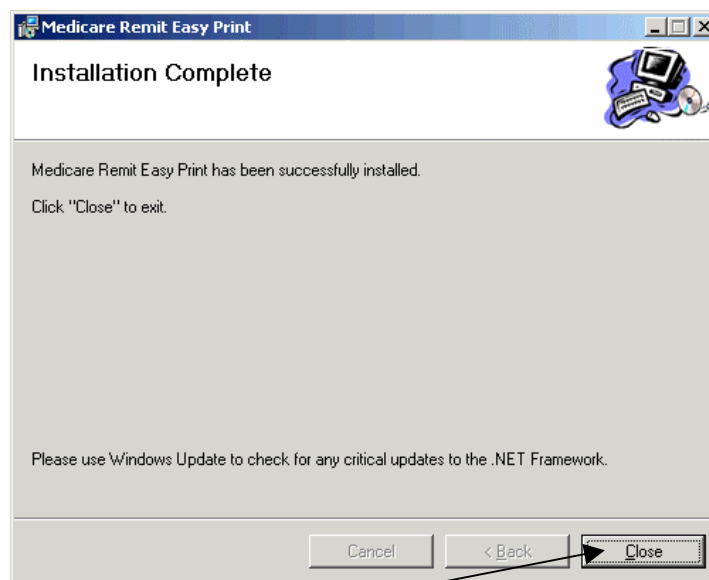 Medicare Remit Easy Print
Installation Complete
Medicare Remit Easy Print has been successfully installed.
Click "Close" to exit.
Please use Windows Update to check for any critical updates to the .NET Framework.
Cancel < Back Close